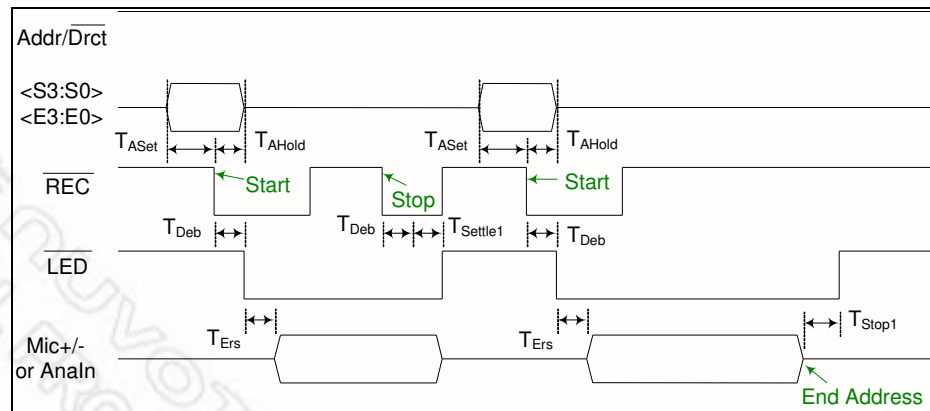 Addr/Drct
<S3:S0>
<E3:E0>
TASet
TAHold
TASet
TAHold
REC
Start
Stop
Start
TDeb
TDeb
TSettle1
TDeb
LED
TErs
TErs
TStop1
Mic+/-
or AnaIn
End Address